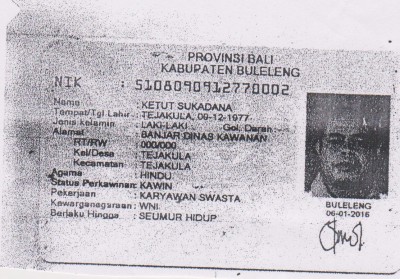 PROVINSI BALI
KABUPATEN BULELENG
NIK : 5108090912770002
Nama : KETUT SUKADANA
Tempat/Tgl Lahir : TEJAKULA, 09-12-1977
Jenis Kelamin : LAKI-LAKI Gol. Darah :
Alamat : BANJAR DINAS KAWANAN
RT/RW : 000/000
Kel/Desa : TEJAKULA
Kecamatan : TEJAKULA
Agama : HINDU
Status Perkawinan: KAWIN
Pekerjaan : KARYAWAN SWASTA
Kewarganegaraan: WNI
Berlaku Hingga : SEUMUR HIDUP
BULELENG
06-01-2016